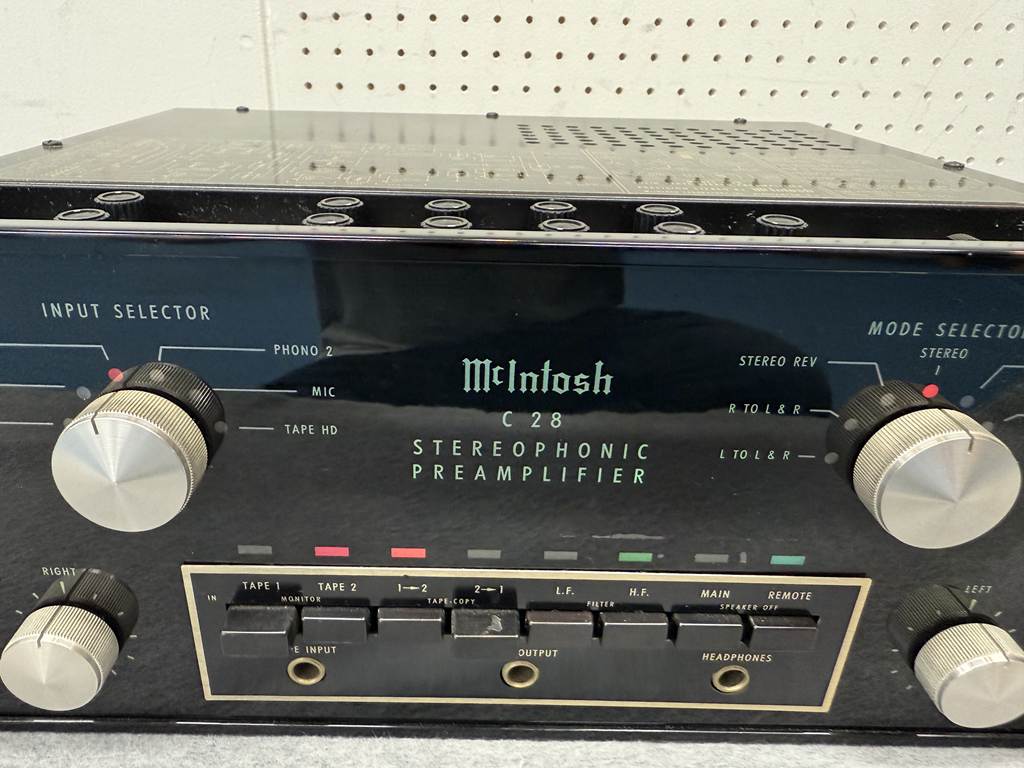 INPUT SELECTOR
PHONO 2
MIC
TAPE HD
McIntosh
C 28
STEREOPHONIC
PREAMPLIFIER
MODE SELECTOR
STEREO
STEREO REV
R TO L & R
L TO L & R
RIGHT
LEFT
IN
TAPE 1 TAPE 2 1→2 2→1 L.F. H.F. MAIN REMOTE
MONITOR TAPE-COPY FILTER SPEAKER OFF
E INPUT OUTPUT HEADPHONES